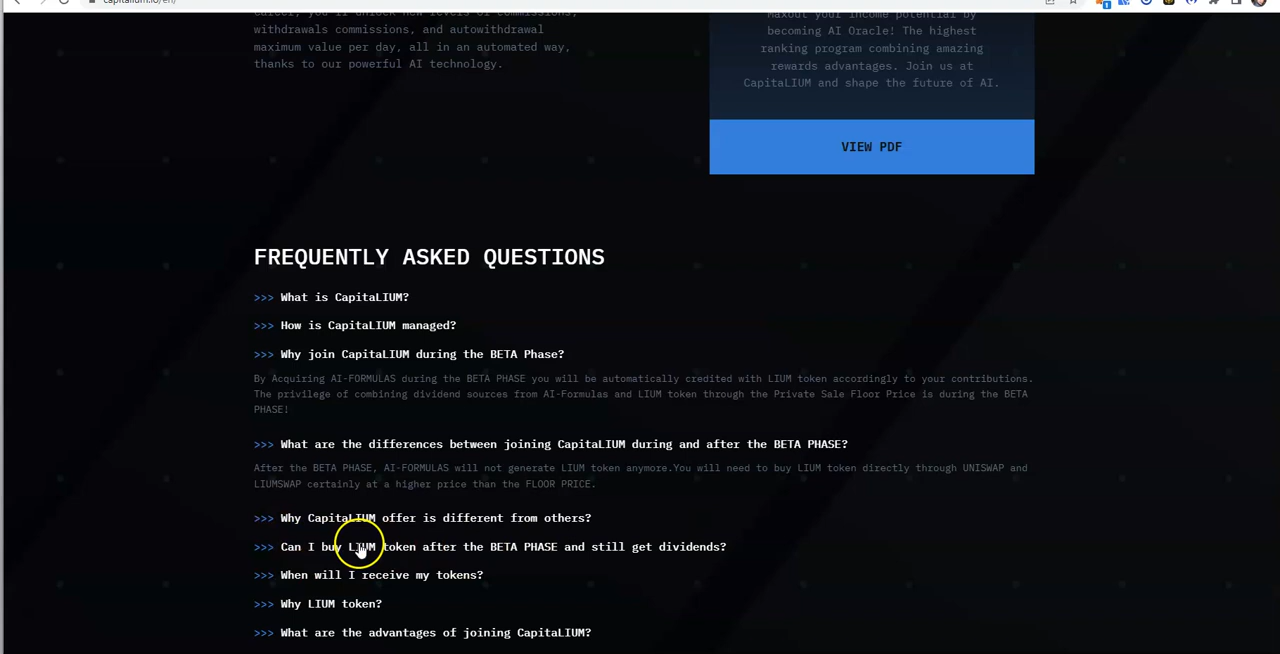 capitalium.io/en/
Career, you'll unlock new levels of commissions,
withdrawals commissions, and autowithdrawal
maximum value per day, all in an automated way,
thanks to our powerful AI technology.
Maxout your income potential by
becoming AI Oracle! The highest
ranking program combining amazing
rewards advantages. Join us at
CapitaLIUM and shape the future of AI.
VIEW PDF
FREQUENTLY ASKED QUESTIONS
>>> What is CapitaLIUM?
>>> How is CapitaLIUM managed?
>>> Why join CapitaLIUM during the BETA Phase?
By Acquiring AI-FORMULAS during the BETA PHASE you will be automatically credited with LIUM token accordingly to your contributions.
The privilege of combining dividend sources from AI-Formulas and LIUM token through the Private Sale Floor Price is during the BETA
PHASE!
>>> What are the differences between joining CapitaLIUM during and after the BETA PHASE?
After the BETA PHASE, AI-FORMULAS will not generate LIUM token anymore.You will need to buy LIUM token directly through UNISWAP and
LIUMSWAP certainly at a higher price than the FLOOR PRICE.
>>> Why CapitaLIUM offer is different from others?
>>> Can I buy LIUM token after the BETA PHASE and still get dividends?
>>> When will I receive my tokens?
>>> Why LIUM token?
>>> What are the advantages of joining CapitaLIUM?